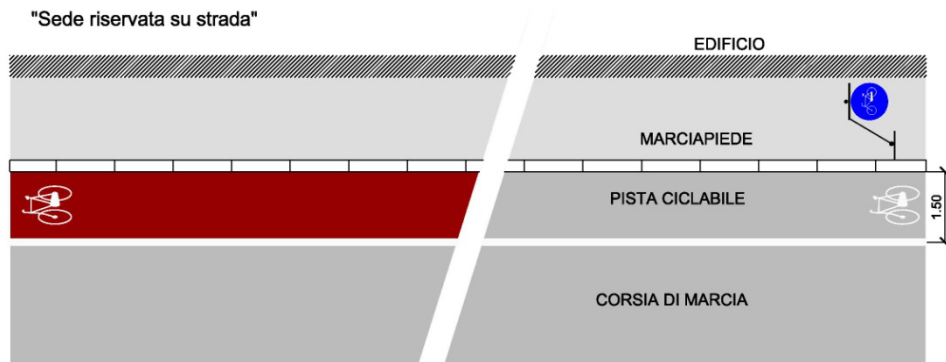 "Sede riservata su strada"
EDIFICIO
MARCIAPIEDE
PISTA CICLABILE
1.50
CORSIA DI MARCIA